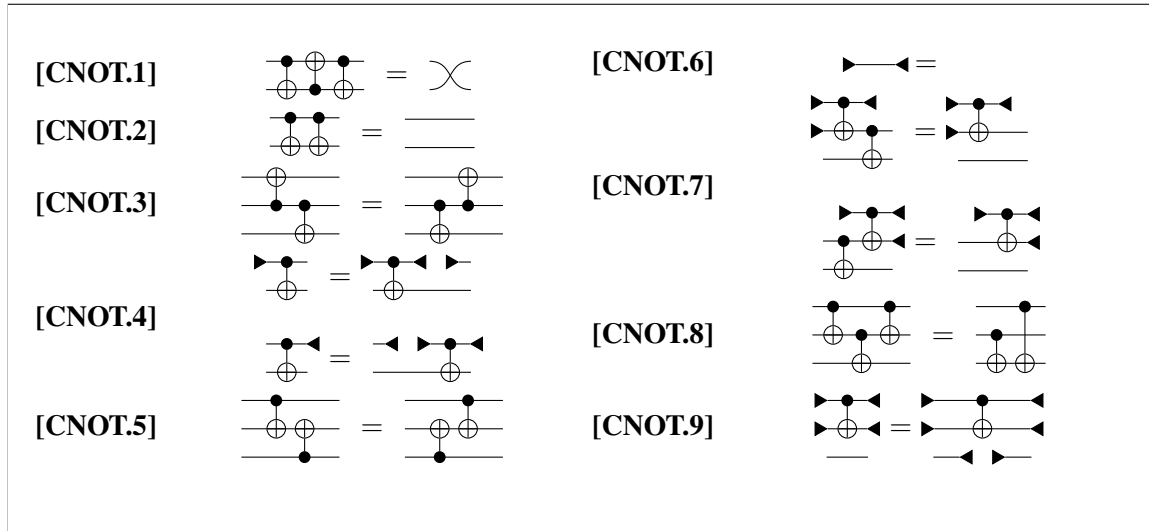 [CNOT.1]
=
[CNOT.2]
=
[CNOT.3]
=
[CNOT.4]
=
=
[CNOT.5]
=
[CNOT.6]
=
[CNOT.7]
=
=
[CNOT.8]
=
[CNOT.9]
=